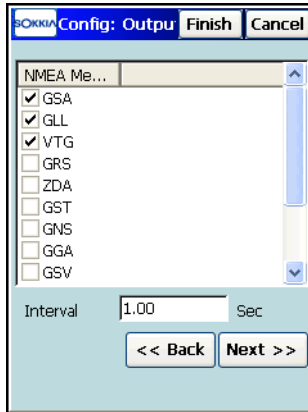 SOKKIA Config: Outpu Finish Cancel
NMEA Me...
GSA
GLL
VTG
GRS
ZDA
GST
GNS
GGA
GSV
Interval 1.00 Sec
<< Back Next >>